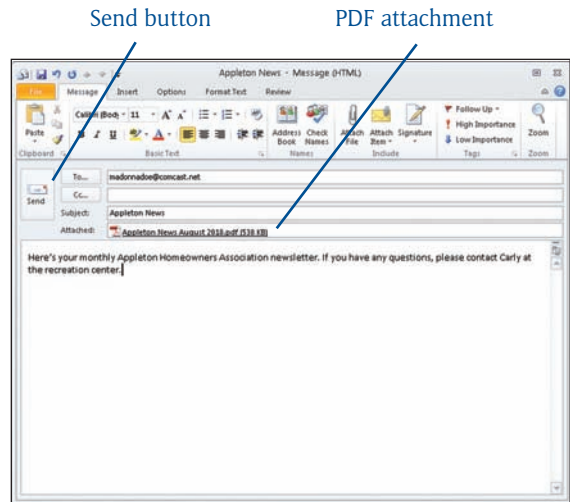 Send button PDF attachment
Appleton News - Message (HTML)
File Message Insert Options Format Text Review
Calibri (Body) 11 A A Follow Up
High Importance
Paste B I U A Address Check Attach Attach Signature Low Importance Zoom
Book Names File Item
Clipboard Basic Text Names Include Tags Zoom
To... madornadoe@comcast.net
Send Cc...
Subject: Appleton News
Attached: Appleton News August 2018.pdf (538 KB)
Here's your monthly Appleton Homeowners Association newsletter. If you have any questions, please contact Carly at
the recreation center.